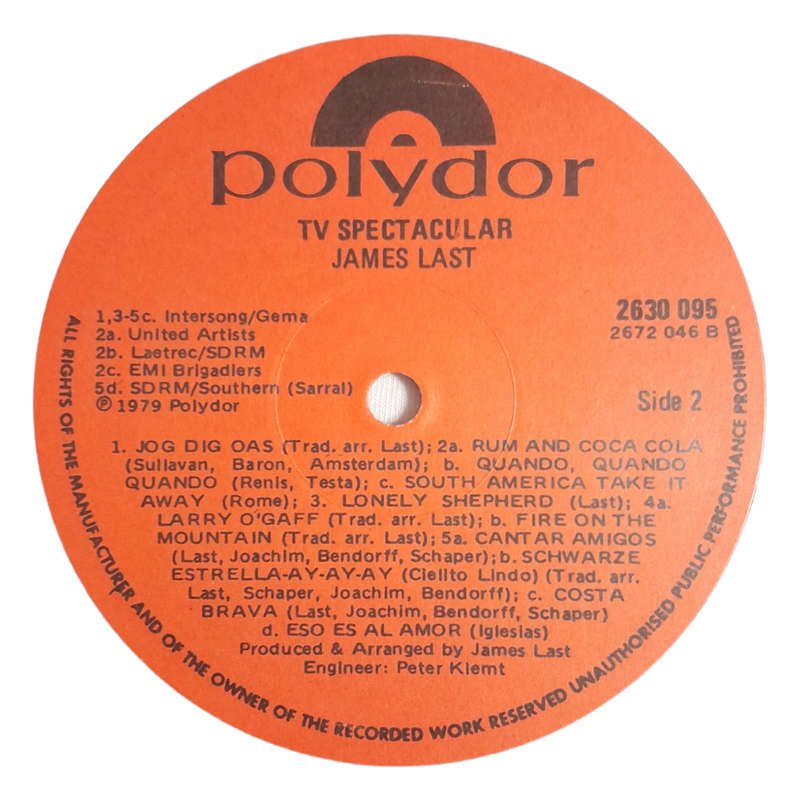 polydor
TV SPECTACULAR
JAMES LAST
1,3-5c. Intersong/Gema
2a. United Artists
2b. Laetrec/SDRM
2c. EMI Brigadiers
5d. SDRM/Southern (Sarral)
℗ 1979 Polydor
2630 095
2672 046 B
Side 2
1. JOG DIG OAS (Trad. arr. Last); 2a. RUM AND COCA COLA
(Sullavan, Baron, Amsterdam); b. QUANDO, QUANDO
QUANDO (Renis, Testa); c. SOUTH AMERICA TAKE IT
AWAY (Rome); 3. LONELY SHEPHERD (Last); 4a.
LARRY O'GAFF (Trad. arr. Last); b. FIRE ON THE
MOUNTAIN (Trad. arr. Last); 5a. CANTAR AMIGOS
(Last, Joachim, Bendorff, Schaper); b. SCHWARZE
ESTRELLA-AY-AY-AY (Cielito Lindo) (Trad. arr.
Last, Schaper, Joachim, Bendorff); c. COSTA
BRAVA (Last, Joachim, Bendorff, Schaper)
d. ESO ES AL AMOR (Iglesias)
Produced & Arranged by James Last
Engineer: Peter Klemt
ALL RIGHTS OF THE MANUFACTURER AND OF THE OWNER OF THE RECORDED WORK RESERVED UNAUTHORISED PUBLIC PERFORMANCE PROHIBITED